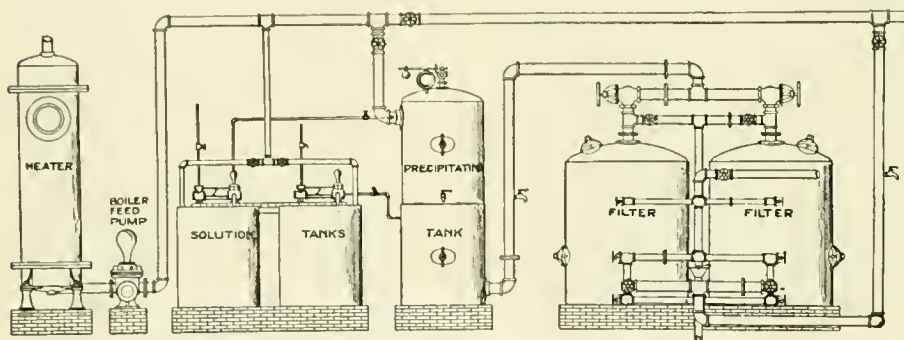 HEATER
BOILER
FEED
PUMP
SOLUTION
TANKS
PRECIPITATING
TANK
FILTER
FILTER